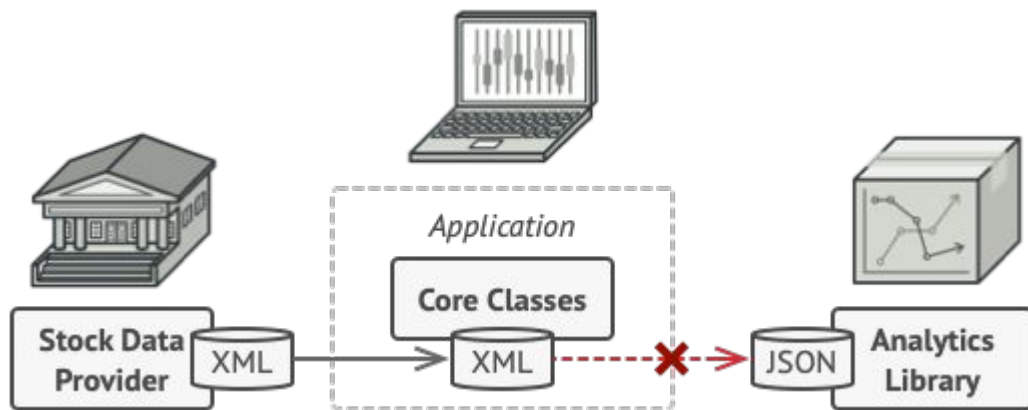 Application
Core Classes
Stock Data
Provider
XML
XML
JSON
Analytics
Library